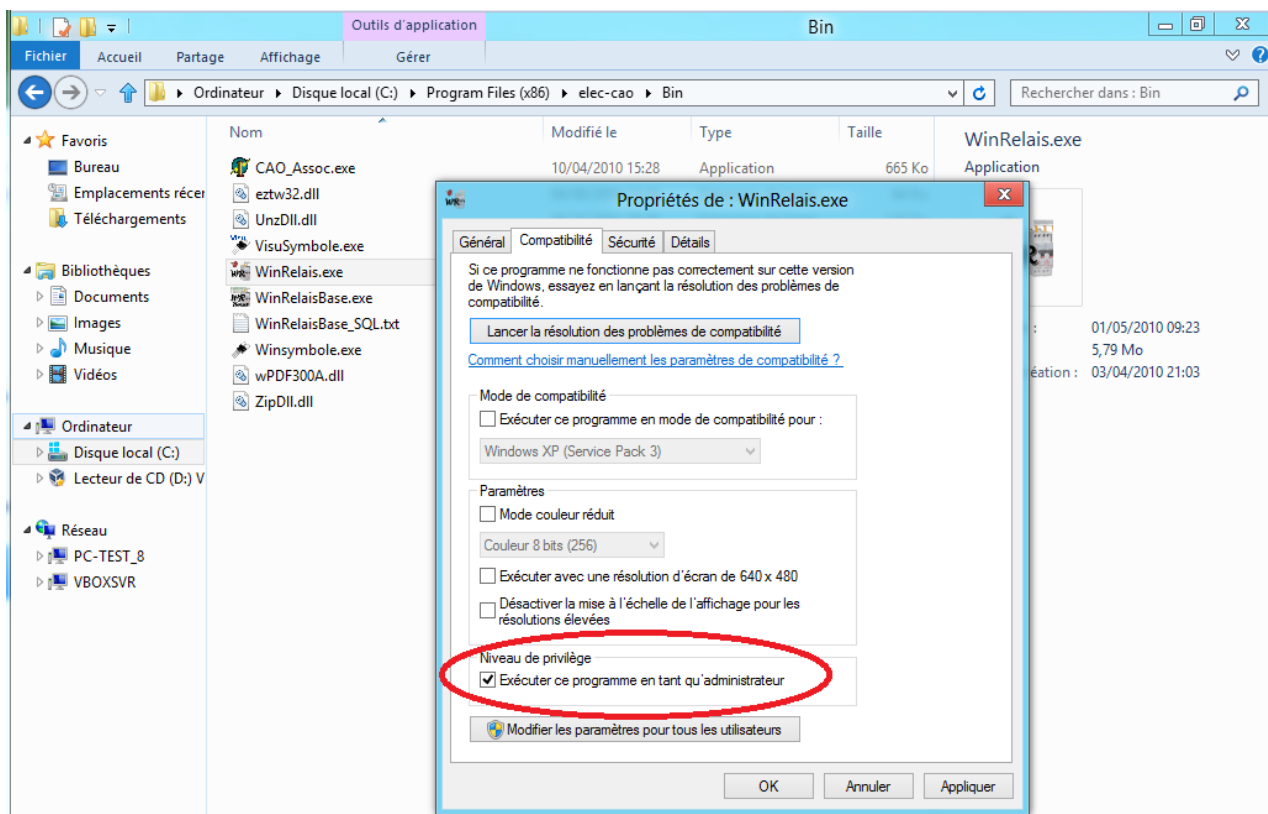 Outils d'application
Bin
Fichier
Accueil
Partage
Affichage
Gérer
Ordinateur
Disque local (C:)
Program Files (x86)
elec-cao
Bin
Rechercher dans : Bin
Favoris
Bureau
Emplacements récer
Téléchargements
Bibliothèques
Documents
Images
Musique
Vidéos
Ordinateur
Disque local (C:)
Lecteur de CD (D:) V
Réseau
PC-TEST_8
VBOXSVR
Nom
Modifié le
Type
Taille
CAO_Assoc.exe
10/04/2010 15:28
Application
665 Ko
eztw32.dll
UnzDll.dll
VisuSymbole.exe
WinRelais.exe
WinRelaisBase.exe
WinRelaisBase_SQL.txt
Winsymbole.exe
wPDF300A.dll
ZipDll.dll
WinRelais.exe
Application
: 01/05/2010 09:23
5,79 Mo
éation : 03/04/2010 21:03
Propriétés de : WinRelais.exe
Général
Compatibilité
Sécurité
Détails
Si ce programme ne fonctionne pas correctement sur cette version
de Windows, essayez en lançant la résolution des problèmes de
compatibilité.
Lancer la résolution des problèmes de compatibilité
Comment choisir manuellement les paramètres de compatibilité ?
Mode de compatibilité
Exécuter ce programme en mode de compatibilité pour :
Windows XP (Service Pack 3)
Paramètres
Mode couleur réduit
Couleur 8 bits (256)
Exécuter avec une résolution d'écran de 640 x 480
Désactiver la mise à l'échelle de l'affichage pour les
résolutions élevées
Niveau de privilège
Exécuter ce programme en tant qu'administrateur
Modifier les paramètres pour tous les utilisateurs
OK
Annuler
Appliquer